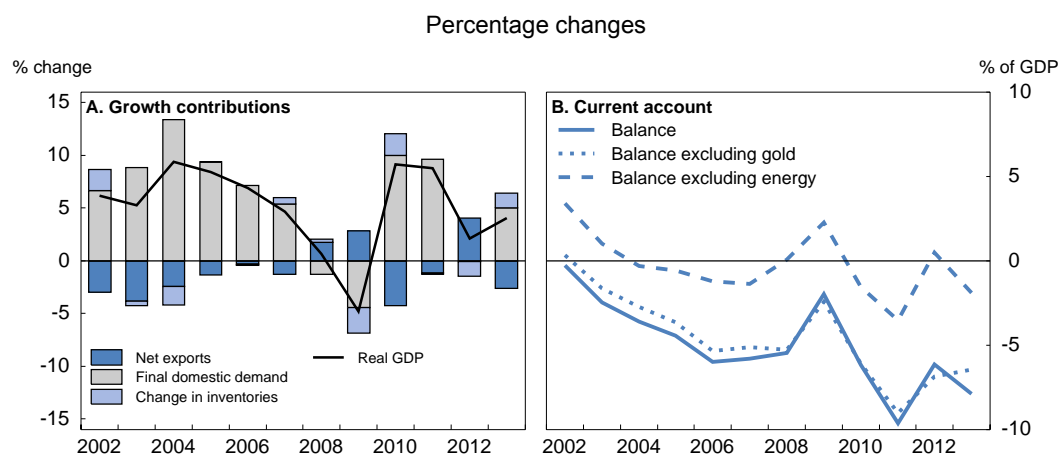 Percentage changes
% change
% of GDP
A. Growth contributions
15
10
5
0
-5
-10
-15
Net exports
Final domestic demand
Change in inventories
Real GDP
2002 2004 2006 2008 2010 2012
B. Current account
Balance
Balance excluding gold
Balance excluding energy
10
5
0
-5
-10
2002 2004 2006 2008 2010 2012